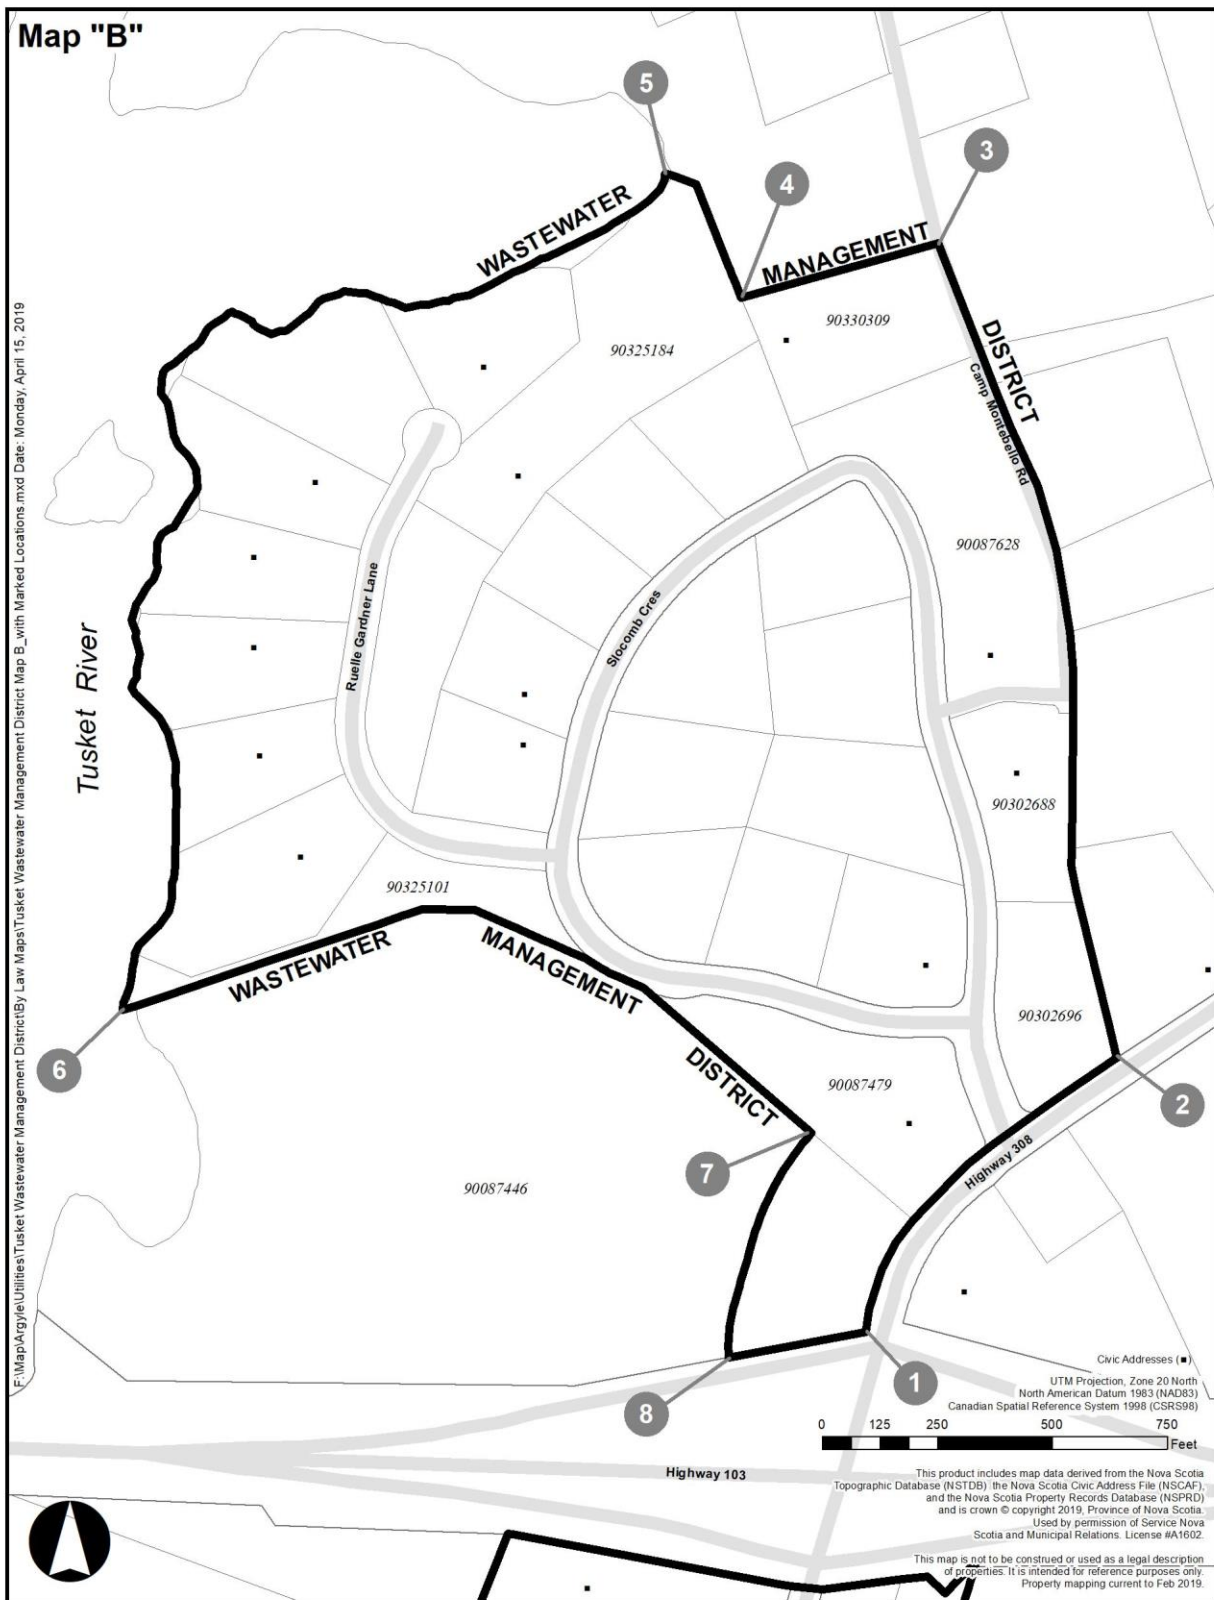 Map "B"
5
3
4
WASTEWATER
MANAGEMENT
DISTRICT
90330309
90325184
Camp Montebello Rd
90087628
Ruelle Gardner Lane
Slocomb Cres
Tusket River
90302688
90325101
WASTEWATER
MANAGEMENT
DISTRICT
90302696
6
90087479
2
7
Highway 308
90087446
1
8
Civic Addresses (■)
UTM Projection, Zone 20 North
North American Datum 1983 (NAD83)
Canadian Spatial Reference System 1998 (CSRS98)
0 125 250 500 750
Feet
Highway 103
This product includes map data derived from the Nova Scotia
Topographic Database (NSTDB) the Nova Scotia Civic Address File (NSCAF),
and the Nova Scotia Property Records Database (NSPRD)
and is crown © copyright 2019, Province of Nova Scotia.
Used by permission of Service Nova
Scotia and Municipal Relations. License #A1602.
This map is not to be construed or used as a legal description
of properties. It is intended for reference purposes only.
Property mapping current to Feb 2019.
F:\Map\Argyle\Utilities\Tusket Wastewater Management District\By Law Maps\Tusket Wastewater Management District Map B_with Marked Locations.mxd Date: Monday, April 15, 2019